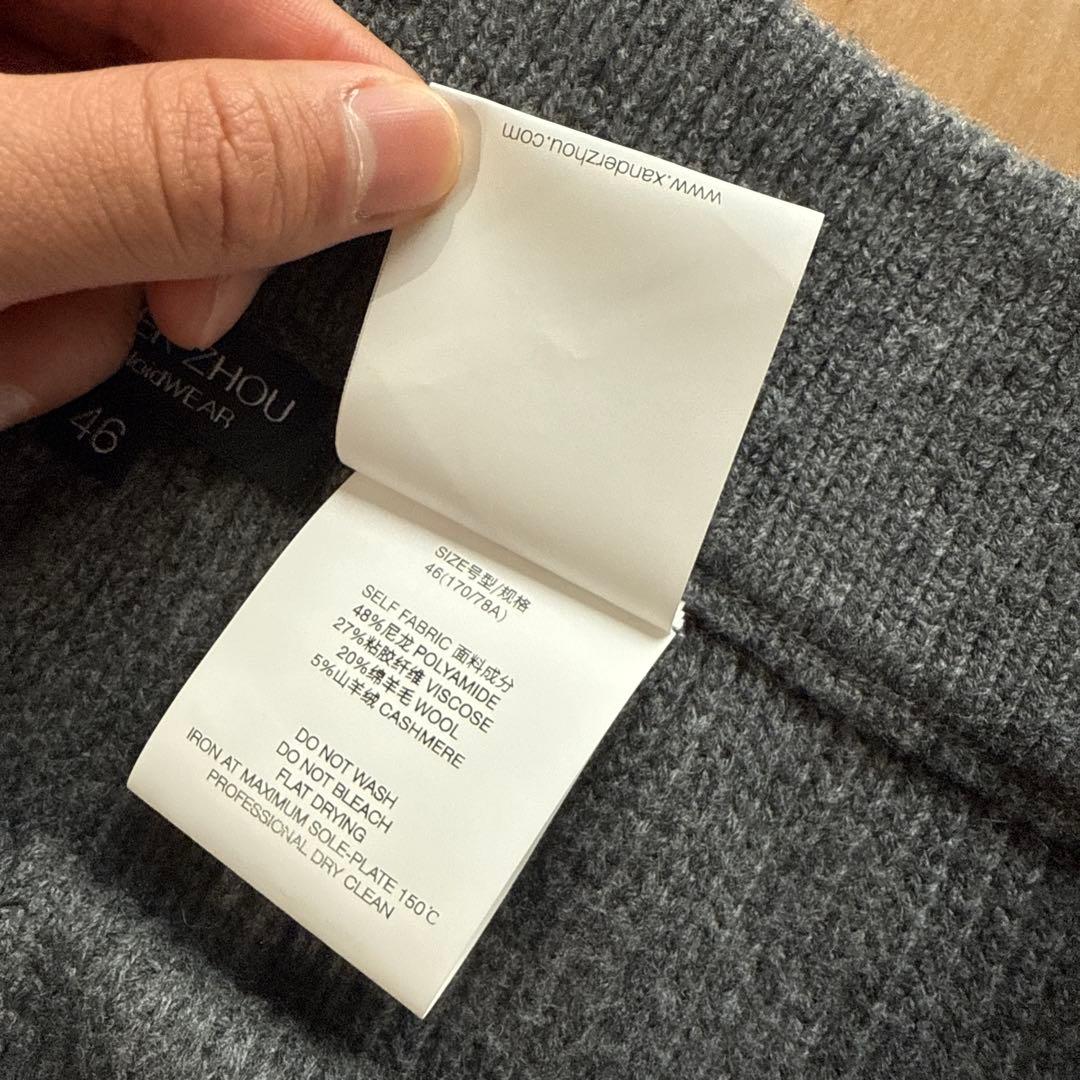 www.xanderzhou.com
ZHOU
WEAR
46
SIZE号型/规格
46(170/78A)
SELF FABRIC 面料成分
48%尼龙 POLYAMIDE
27%粘胶纤维 VISCOSE
20%绵羊毛 WOOL
5%山羊绒 CASHMERE
DO NOT WASH
DO NOT BLEACH
FLAT DRYING
IRON AT MAXIMUM SOLE-PLATE 150℃
PROFESSIONAL DRY CLEAN